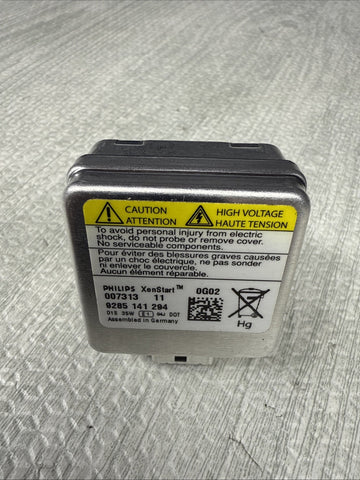 CAUTION
ATTENTION
HIGH VOLTAGE
HAUTE TENSION
To avoid personal injury from electric
shock, do not probe or remove cover.
No serviceable components.
Pour éviter des blessures graves causées
par un choc électrique, ne pas sonder
ni enlever le couvercle.
Aucun élément réparable.
PHILIPS XenStart™ 0G02
007313 11
9285 141 294
D1S 35W E1 DOT
Assembled in Germany
Hg